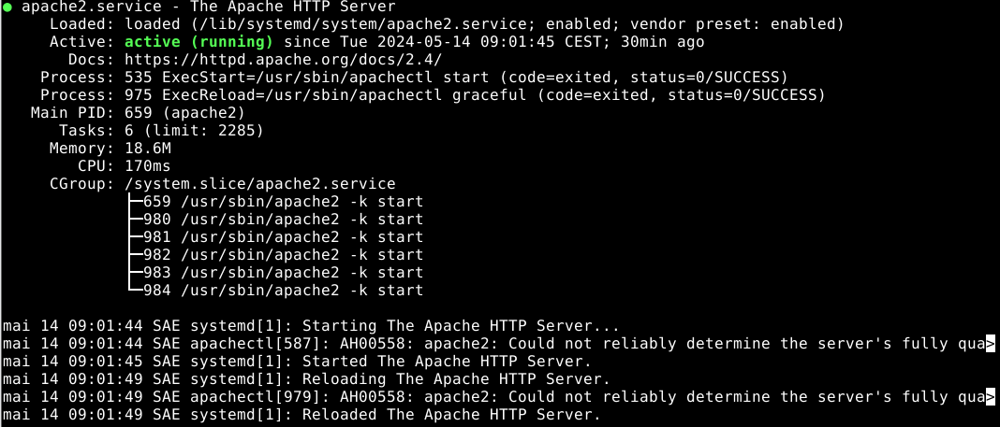 ● apache2.service - The Apache HTTP Server
     Loaded: loaded (/lib/systemd/system/apache2.service; enabled; vendor preset: enabled)
     Active: active (running) since Tue 2024-05-14 09:01:45 CEST; 30min ago
       Docs: https://httpd.apache.org/docs/2.4/
    Process: 535 ExecStart=/usr/sbin/apachectl start (code=exited, status=0/SUCCESS)
    Process: 975 ExecReload=/usr/sbin/apachectl graceful (code=exited, status=0/SUCCESS)
   Main PID: 659 (apache2)
      Tasks: 6 (limit: 2285)
     Memory: 18.6M
        CPU: 170ms
     CGroup: /system.slice/apache2.service
             ├─659 /usr/sbin/apache2 -k start
             ├─980 /usr/sbin/apache2 -k start
             ├─981 /usr/sbin/apache2 -k start
             ├─982 /usr/sbin/apache2 -k start
             ├─983 /usr/sbin/apache2 -k start
             └─984 /usr/sbin/apache2 -k start

mai 14 09:01:44 SAE systemd[1]: Starting The Apache HTTP Server...
mai 14 09:01:44 SAE apachectl[587]: AH00558: apache2: Could not reliably determine the server's fully qua>
mai 14 09:01:45 SAE systemd[1]: Started The Apache HTTP Server.
mai 14 09:01:49 SAE systemd[1]: Reloading The Apache HTTP Server.
mai 14 09:01:49 SAE apachectl[979]: AH00558: apache2: Could not reliably determine the server's fully qua>
mai 14 09:01:49 SAE systemd[1]: Reloaded The Apache HTTP Server.